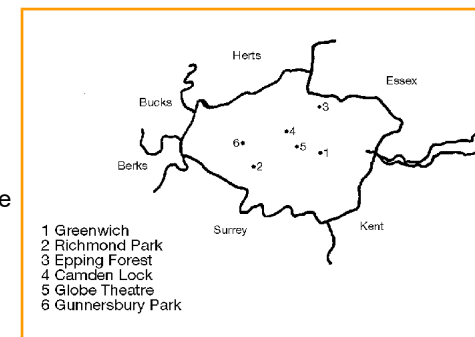 Herts
Essex
Bucks
3
4
6
5
1
2
Berks
e
Surrey
Kent
1 Greenwich
2 Richmond Park
3 Epping Forest
4 Camden Lock
5 Globe Theatre
6 Gunnersbury Park